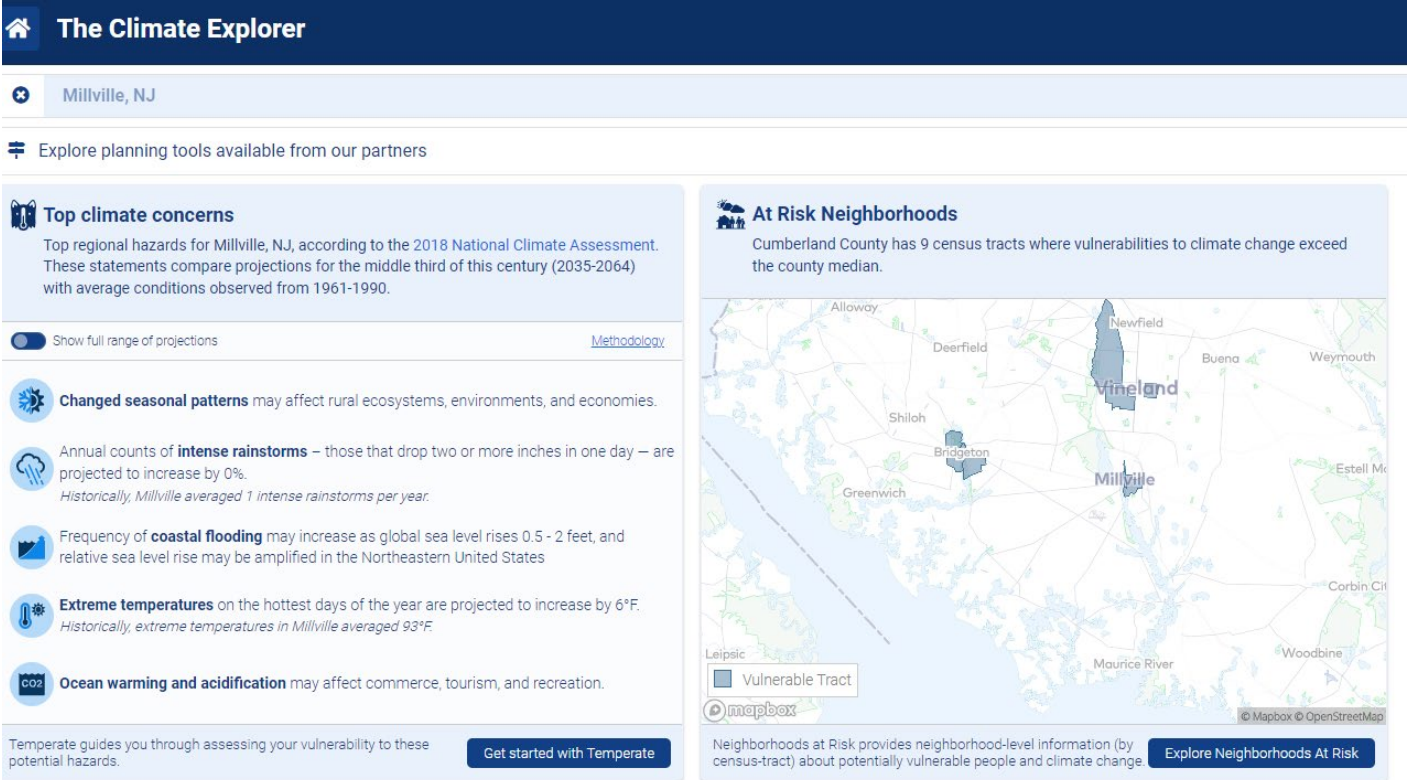 The Climate Explorer
Millville, NJ
Explore planning tools available from our partners
Top climate concerns
Top regional hazards for Millville, NJ, according to the 2018 National Climate Assessment.
These statements compare projections for the middle third of this century (2035-2064)
with average conditions observed from 1961-1990.
Show full range of projections
Methodology
Changed seasonal patterns may affect rural ecosystems, environments, and economies.
Annual counts of intense rainstorms – those that drop two or more inches in one day — are
projected to increase by 0%.
Historically, Millville averaged 1 intense rainstorms per year.
Frequency of coastal flooding may increase as global sea level rises 0.5 - 2 feet, and
relative sea level rise may be amplified in the Northeastern United States
Extreme temperatures on the hottest days of the year are projected to increase by 6°F.
Historically, extreme temperatures in Millville averaged 93°F.
CO2
Ocean warming and acidification may affect commerce, tourism, and recreation.
Temperate guides you through assessing your vulnerability to these
potential hazards.
Get started with Temperate
At Risk Neighborhoods
Cumberland County has 9 census tracts where vulnerabilities to climate change exceed
the county median.
Alloway
Newfield
Deerfield
Buena
Weymouth
Vineland
Shiloh
Bridgeton
Estell Mo
Millville
Greenwich
Corbin Cit
Leipsic
Woodbine
Maurice River
Vulnerable Tract
mapbox
© Mapbox © OpenStreetMap
Neighborhoods at Risk provides neighborhood-level information (by
census-tract) about potentially vulnerable people and climate change.
Explore Neighborhoods At Risk